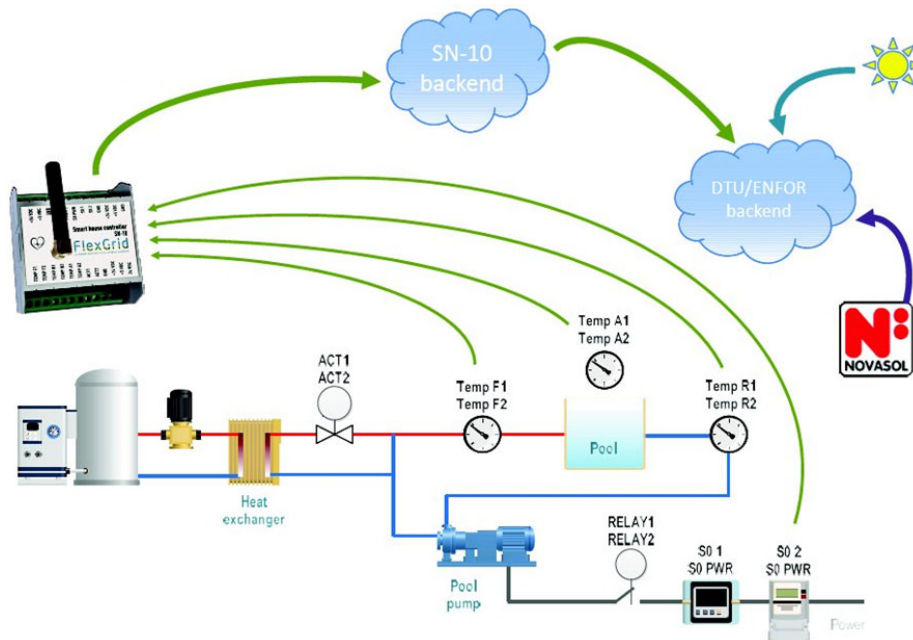 SN-10
backend
DTU/ENFOR
backend
Smart house controller
SN-10
FlexGrid
NOVASOL
Temp A1
Temp A2
ACT1
ACT2
Temp F1
Temp F2
Temp R1
Temp R2
Pool
Heat
exchanger
RELAY1
RELAY2
S0 1
S0 PWR
S0 2
S0 PWR
Pool
pump
Power